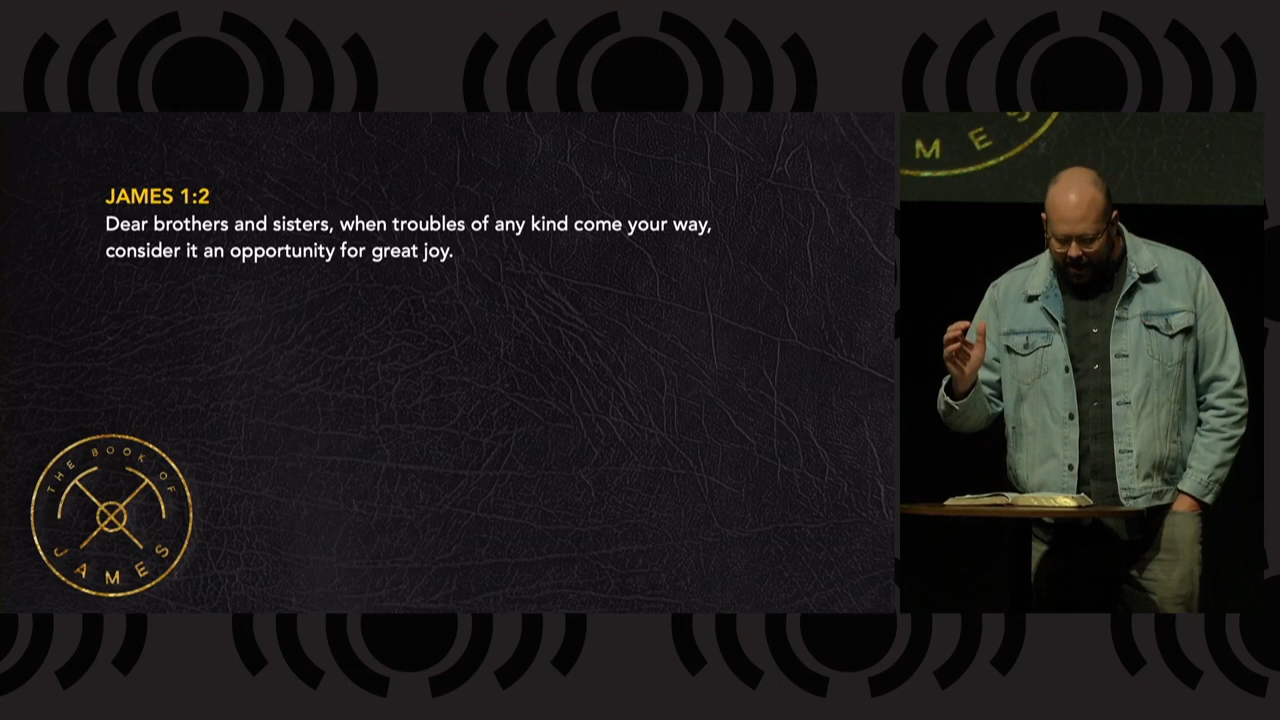 JAMES 1:2
Dear brothers and sisters, when troubles of any kind come your way,
consider it an opportunity for great joy.
THE BOOK OF
JAMES
MES